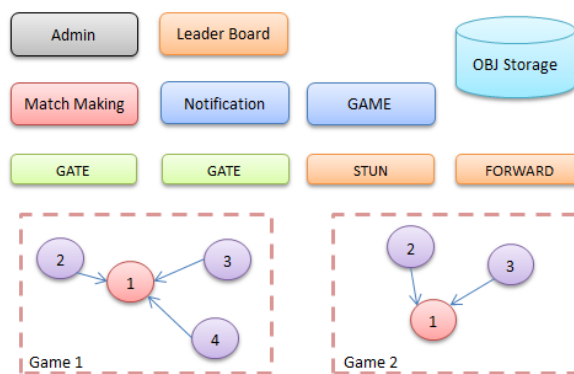 Admin
Leader Board
OBJ Storage
Match Making
Notification
GAME
GATE
GATE
STUN
FORWARD
2
1
3
4
Game 1
2
3
1
Game 2